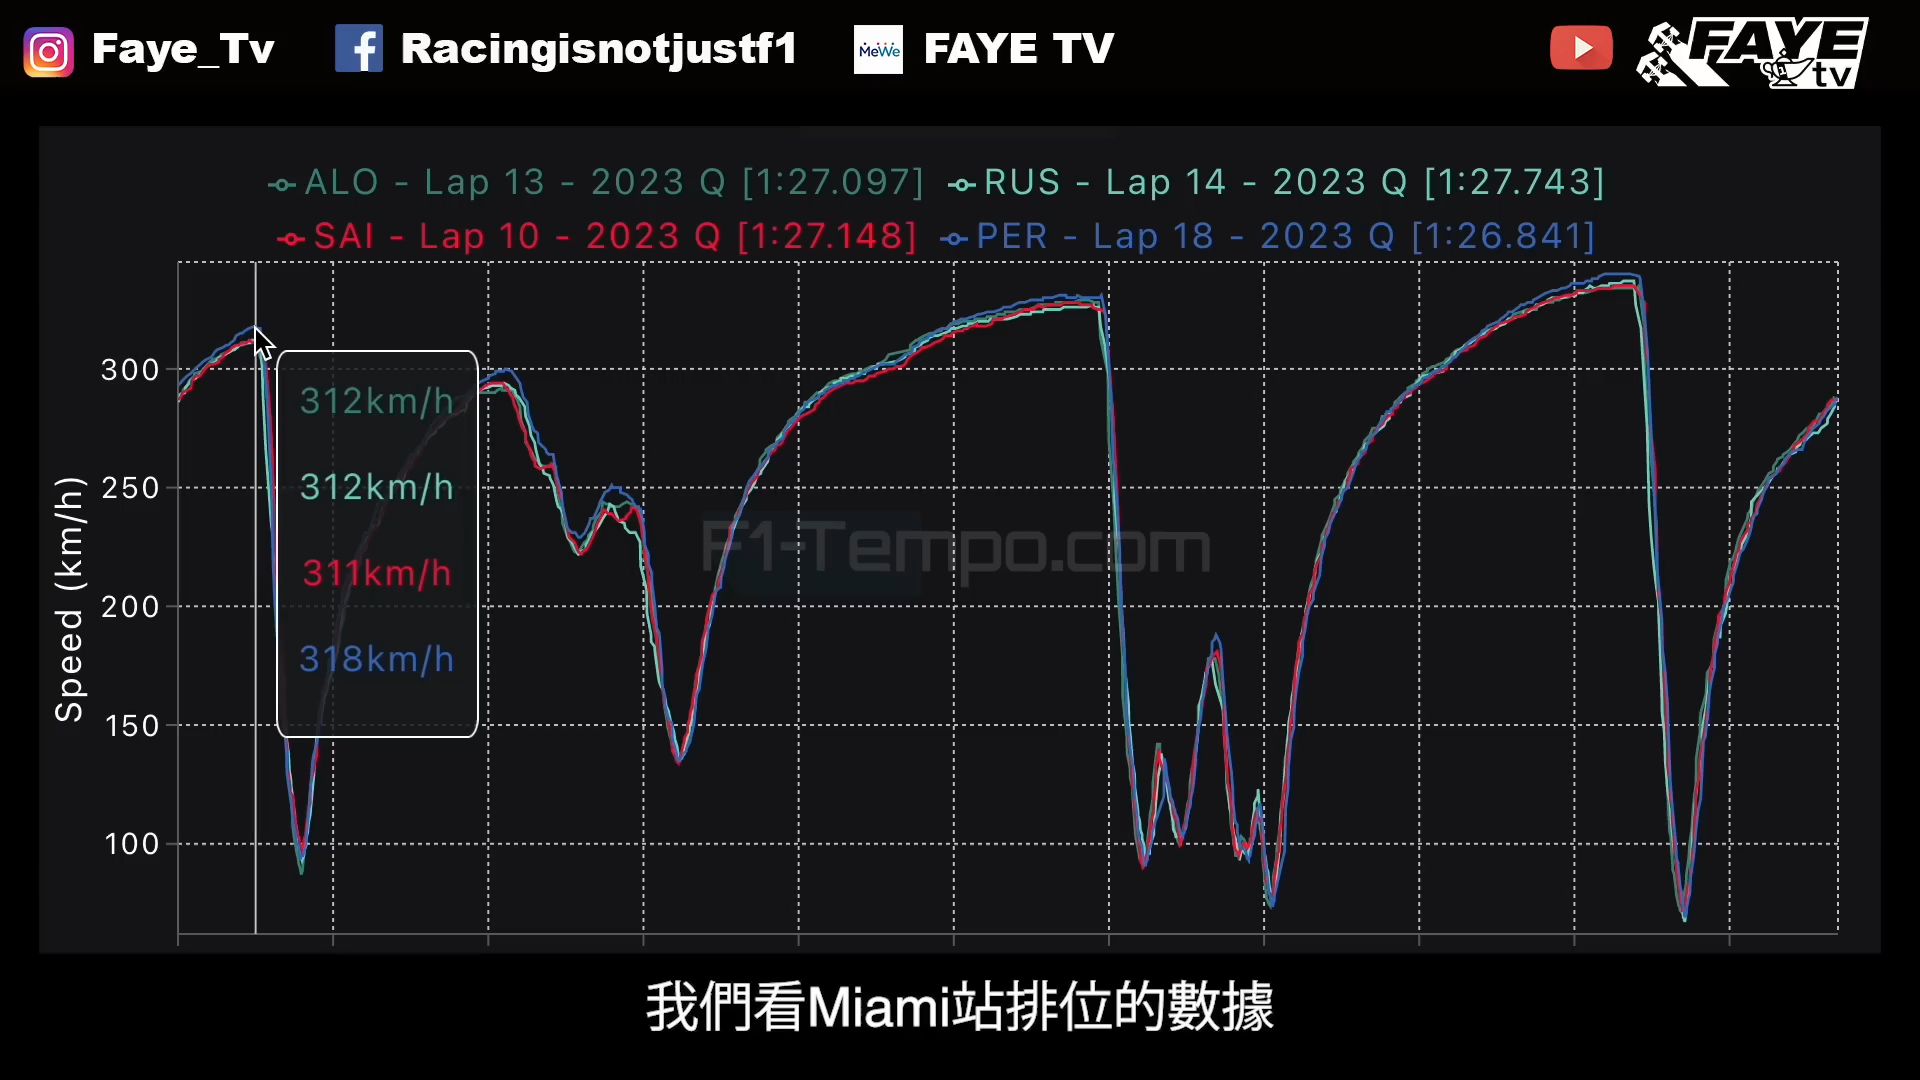 Faye_Tv Racingisnotjustf1 MeWe FAYE TV FAYE tv
ALO - Lap 13 - 2023 Q [1:27.097] RUS - Lap 14 - 2023 Q [1:27.743]
SAI - Lap 10 - 2023 Q [1:27.148] PER - Lap 18 - 2023 Q [1:26.841]
Speed (km/h)
300
250
200
150
100
312km/h
312km/h
311km/h
318km/h
F1-Tempo.com
我們看Miami站排位的數據